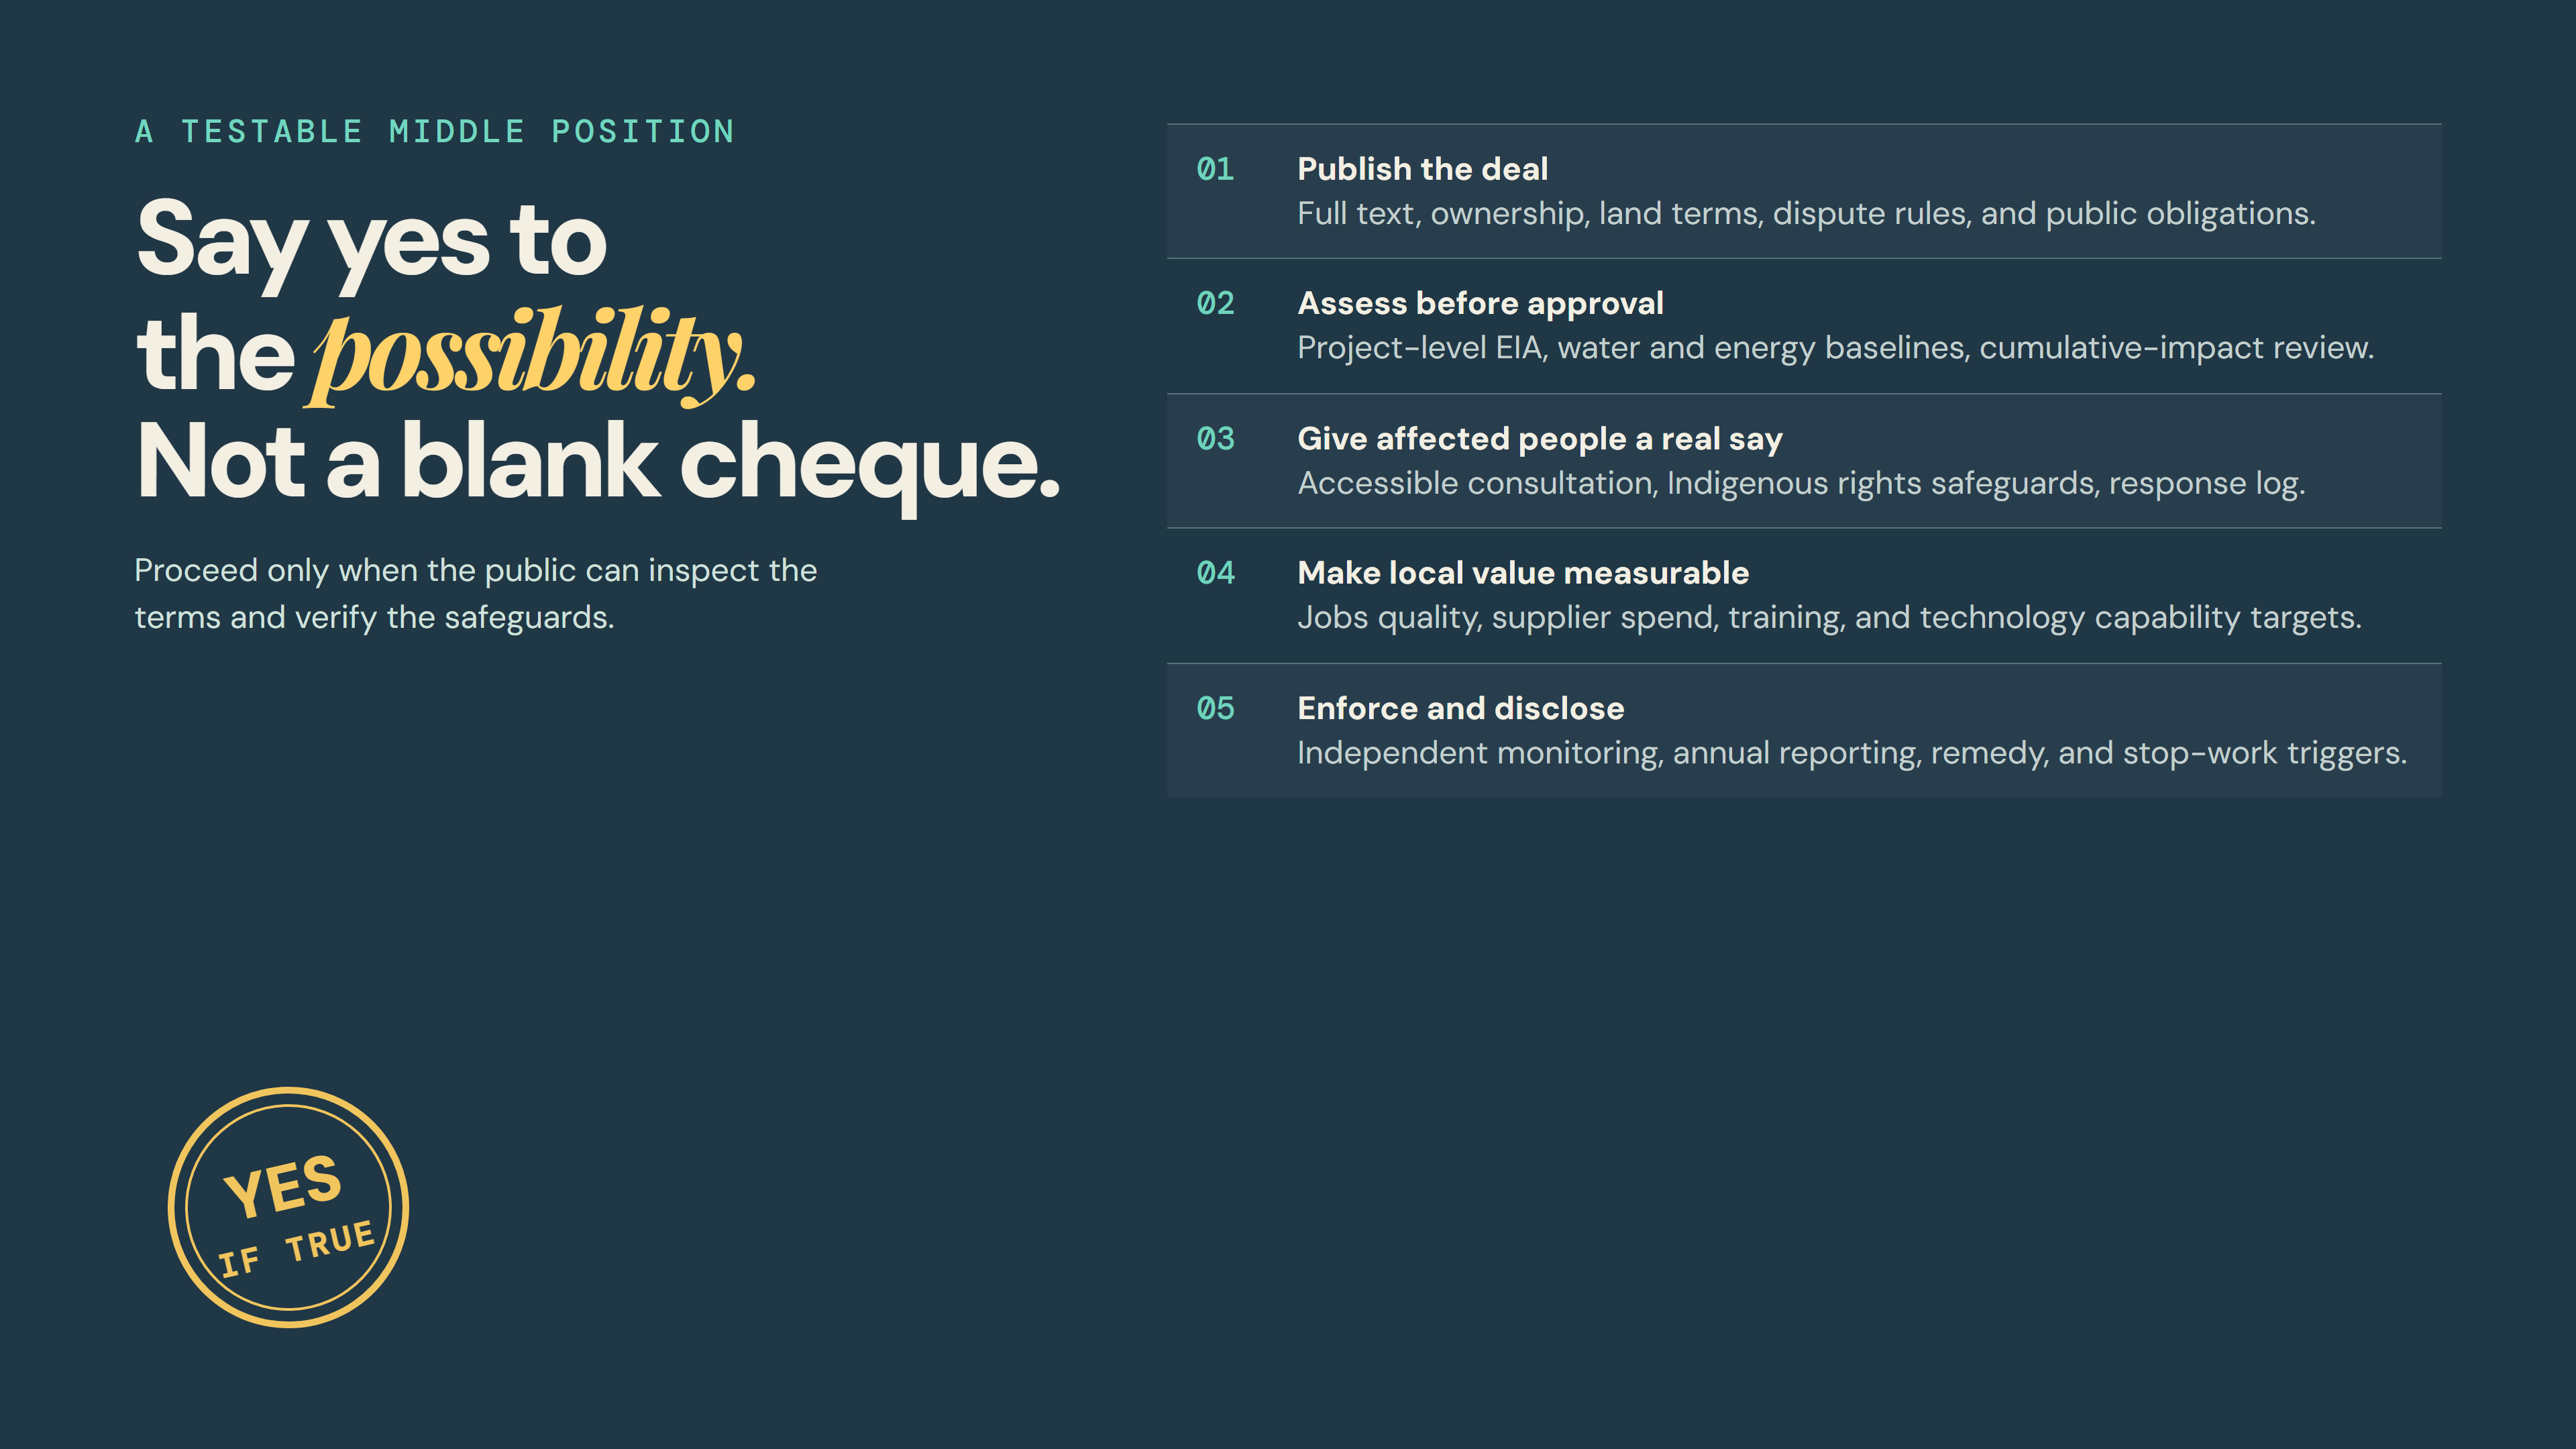 A TESTABLE MIDDLE POSITION
Say yes to
the possibility.
Not a blank cheque.
Proceed only when the public can inspect the
terms and verify the safeguards.
01
Publish the deal
Full text, ownership, land terms, dispute rules, and public obligations.
02
Assess before approval
Project-level EIA, water and energy baselines, cumulative-impact review.
03
Give affected people a real say
Accessible consultation, Indigenous rights safeguards, response log.
04
Make local value measurable
Jobs quality, supplier spend, training, and technology capability targets.
05
Enforce and disclose
Independent monitoring, annual reporting, remedy, and stop-work triggers.
YES
IF TRUE